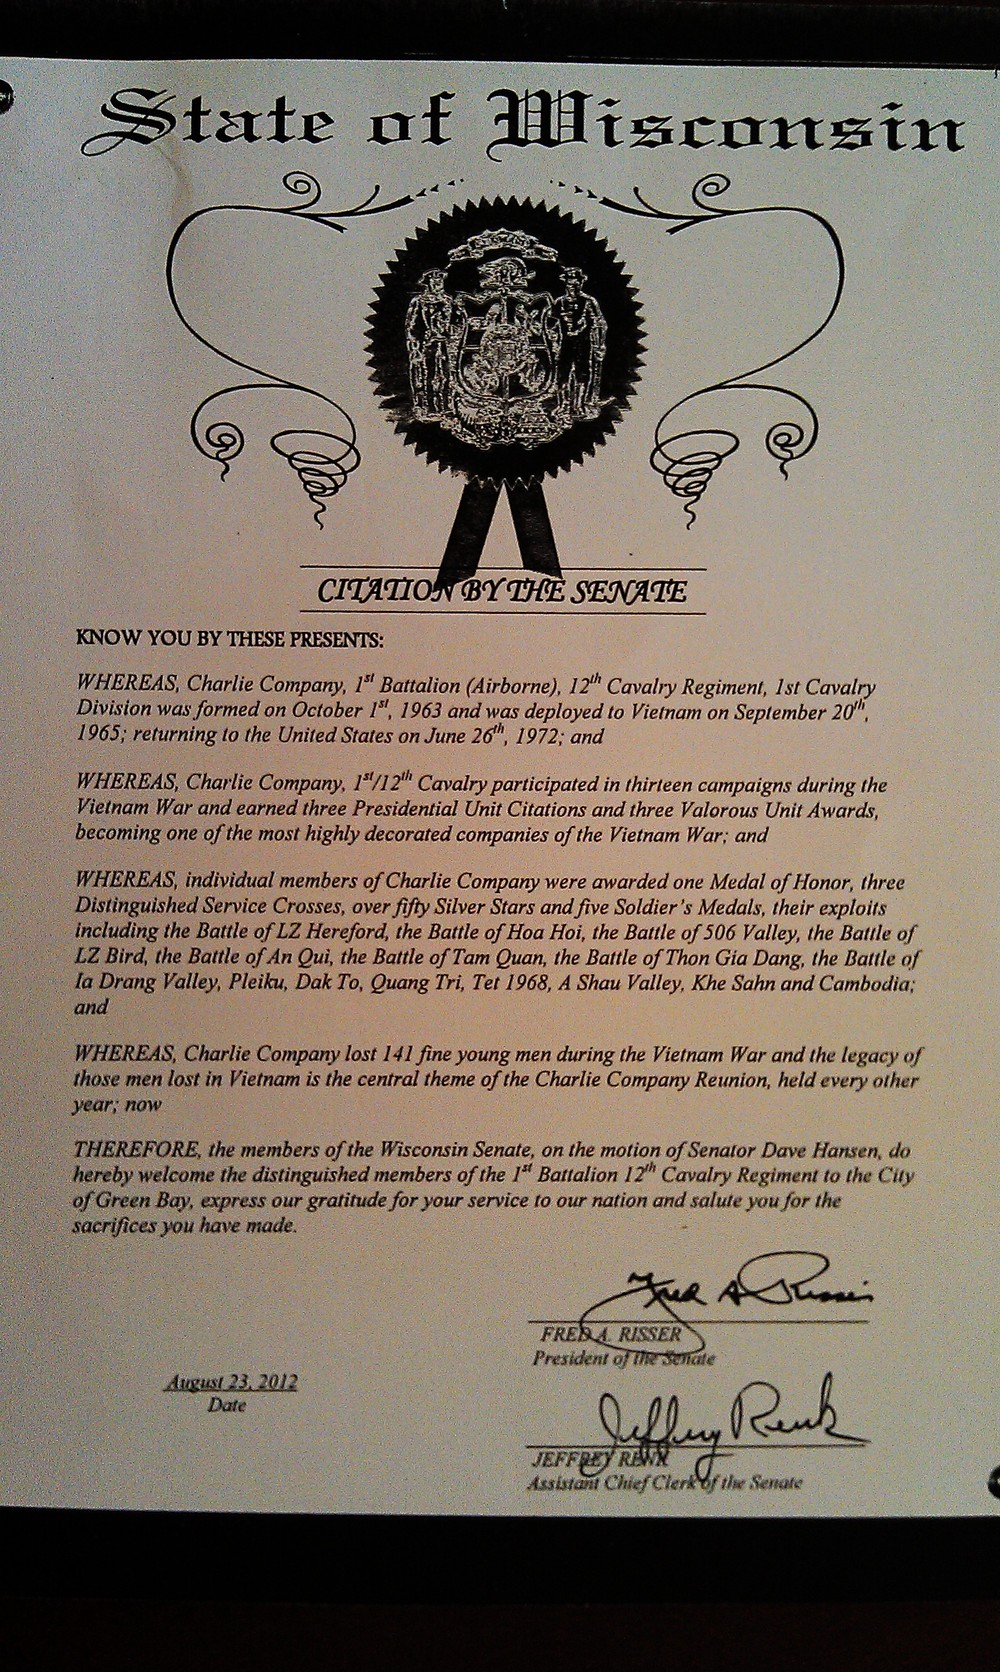 State of Wisconsin
CITATION BY THE SENATE
KNOW YOU BY THESE PRESENTS:
WHEREAS, Charlie Company, 1st Battalion (Airborne), 12th Cavalry Regiment, 1st Cavalry
Division was formed on October 1st, 1963 and was deployed to Vietnam on September 20th,
1965; returning to the United States on June 26th, 1972; and
WHEREAS, Charlie Company, 1st/12th Cavalry participated in thirteen campaigns during the
Vietnam War and earned three Presidential Unit Citations and three Valorous Unit Awards,
becoming one of the most highly decorated companies of the Vietnam War; and
WHEREAS, individual members of Charlie Company were awarded one Medal of Honor, three
Distinguished Service Crosses, over fifty Silver Stars and five Soldier's Medals, their exploits
including the Battle of LZ Hereford, the Battle of Hoa Hoi, the Battle of 506 Valley, the Battle of
LZ Bird, the Battle of An Qui, the Battle of Tam Quan, the Battle of Thon Gia Dang, the Battle of
Ia Drang Valley, Pleiku, Dak To, Quang Tri, Tet 1968, A Shau Valley, Khe Sahn and Cambodia;
and
WHEREAS, Charlie Company lost 141 fine young men during the Vietnam War and the legacy of
those men lost in Vietnam is the central theme of the Charlie Company Reunion, held every other
year; now
THEREFORE, the members of the Wisconsin Senate, on the motion of Senator Dave Hansen, do
hereby welcome the distinguished members of the 1st Battalion 12th Cavalry Regiment to the City
of Green Bay, express our gratitude for your service to our nation and salute you for the
sacrifices you have made.
Fred A. Risser
FRED A. RISSER
President of the Senate
August 23, 2012
Date
Jeffrey Renk
JEFFREY RENK
Assistant Chief Clerk of the Senate